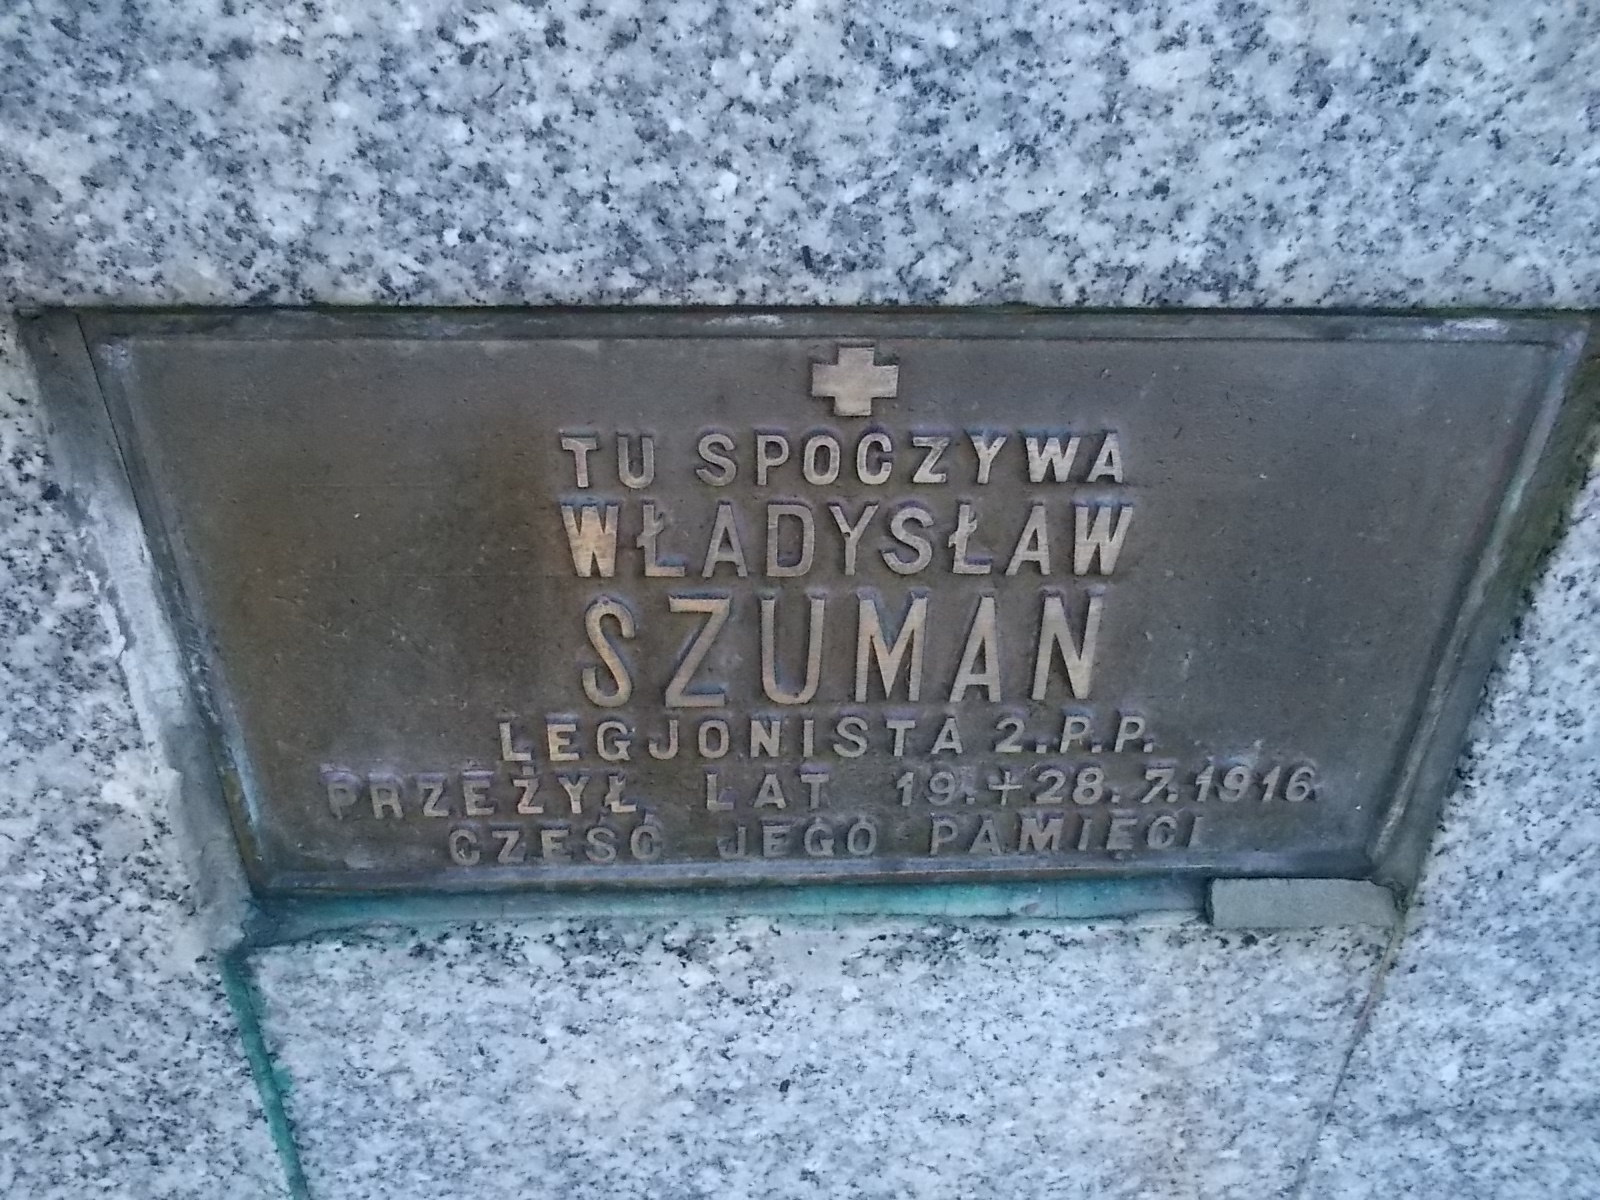 TU SPOCZYWA
WŁADYSŁAW
SZUMAN
LEGJONISTA 2.P.P.
PRZEŻYŁ LAT 19. + 28.7.1916
CZEŚĆ JEGO PAMIĘCI